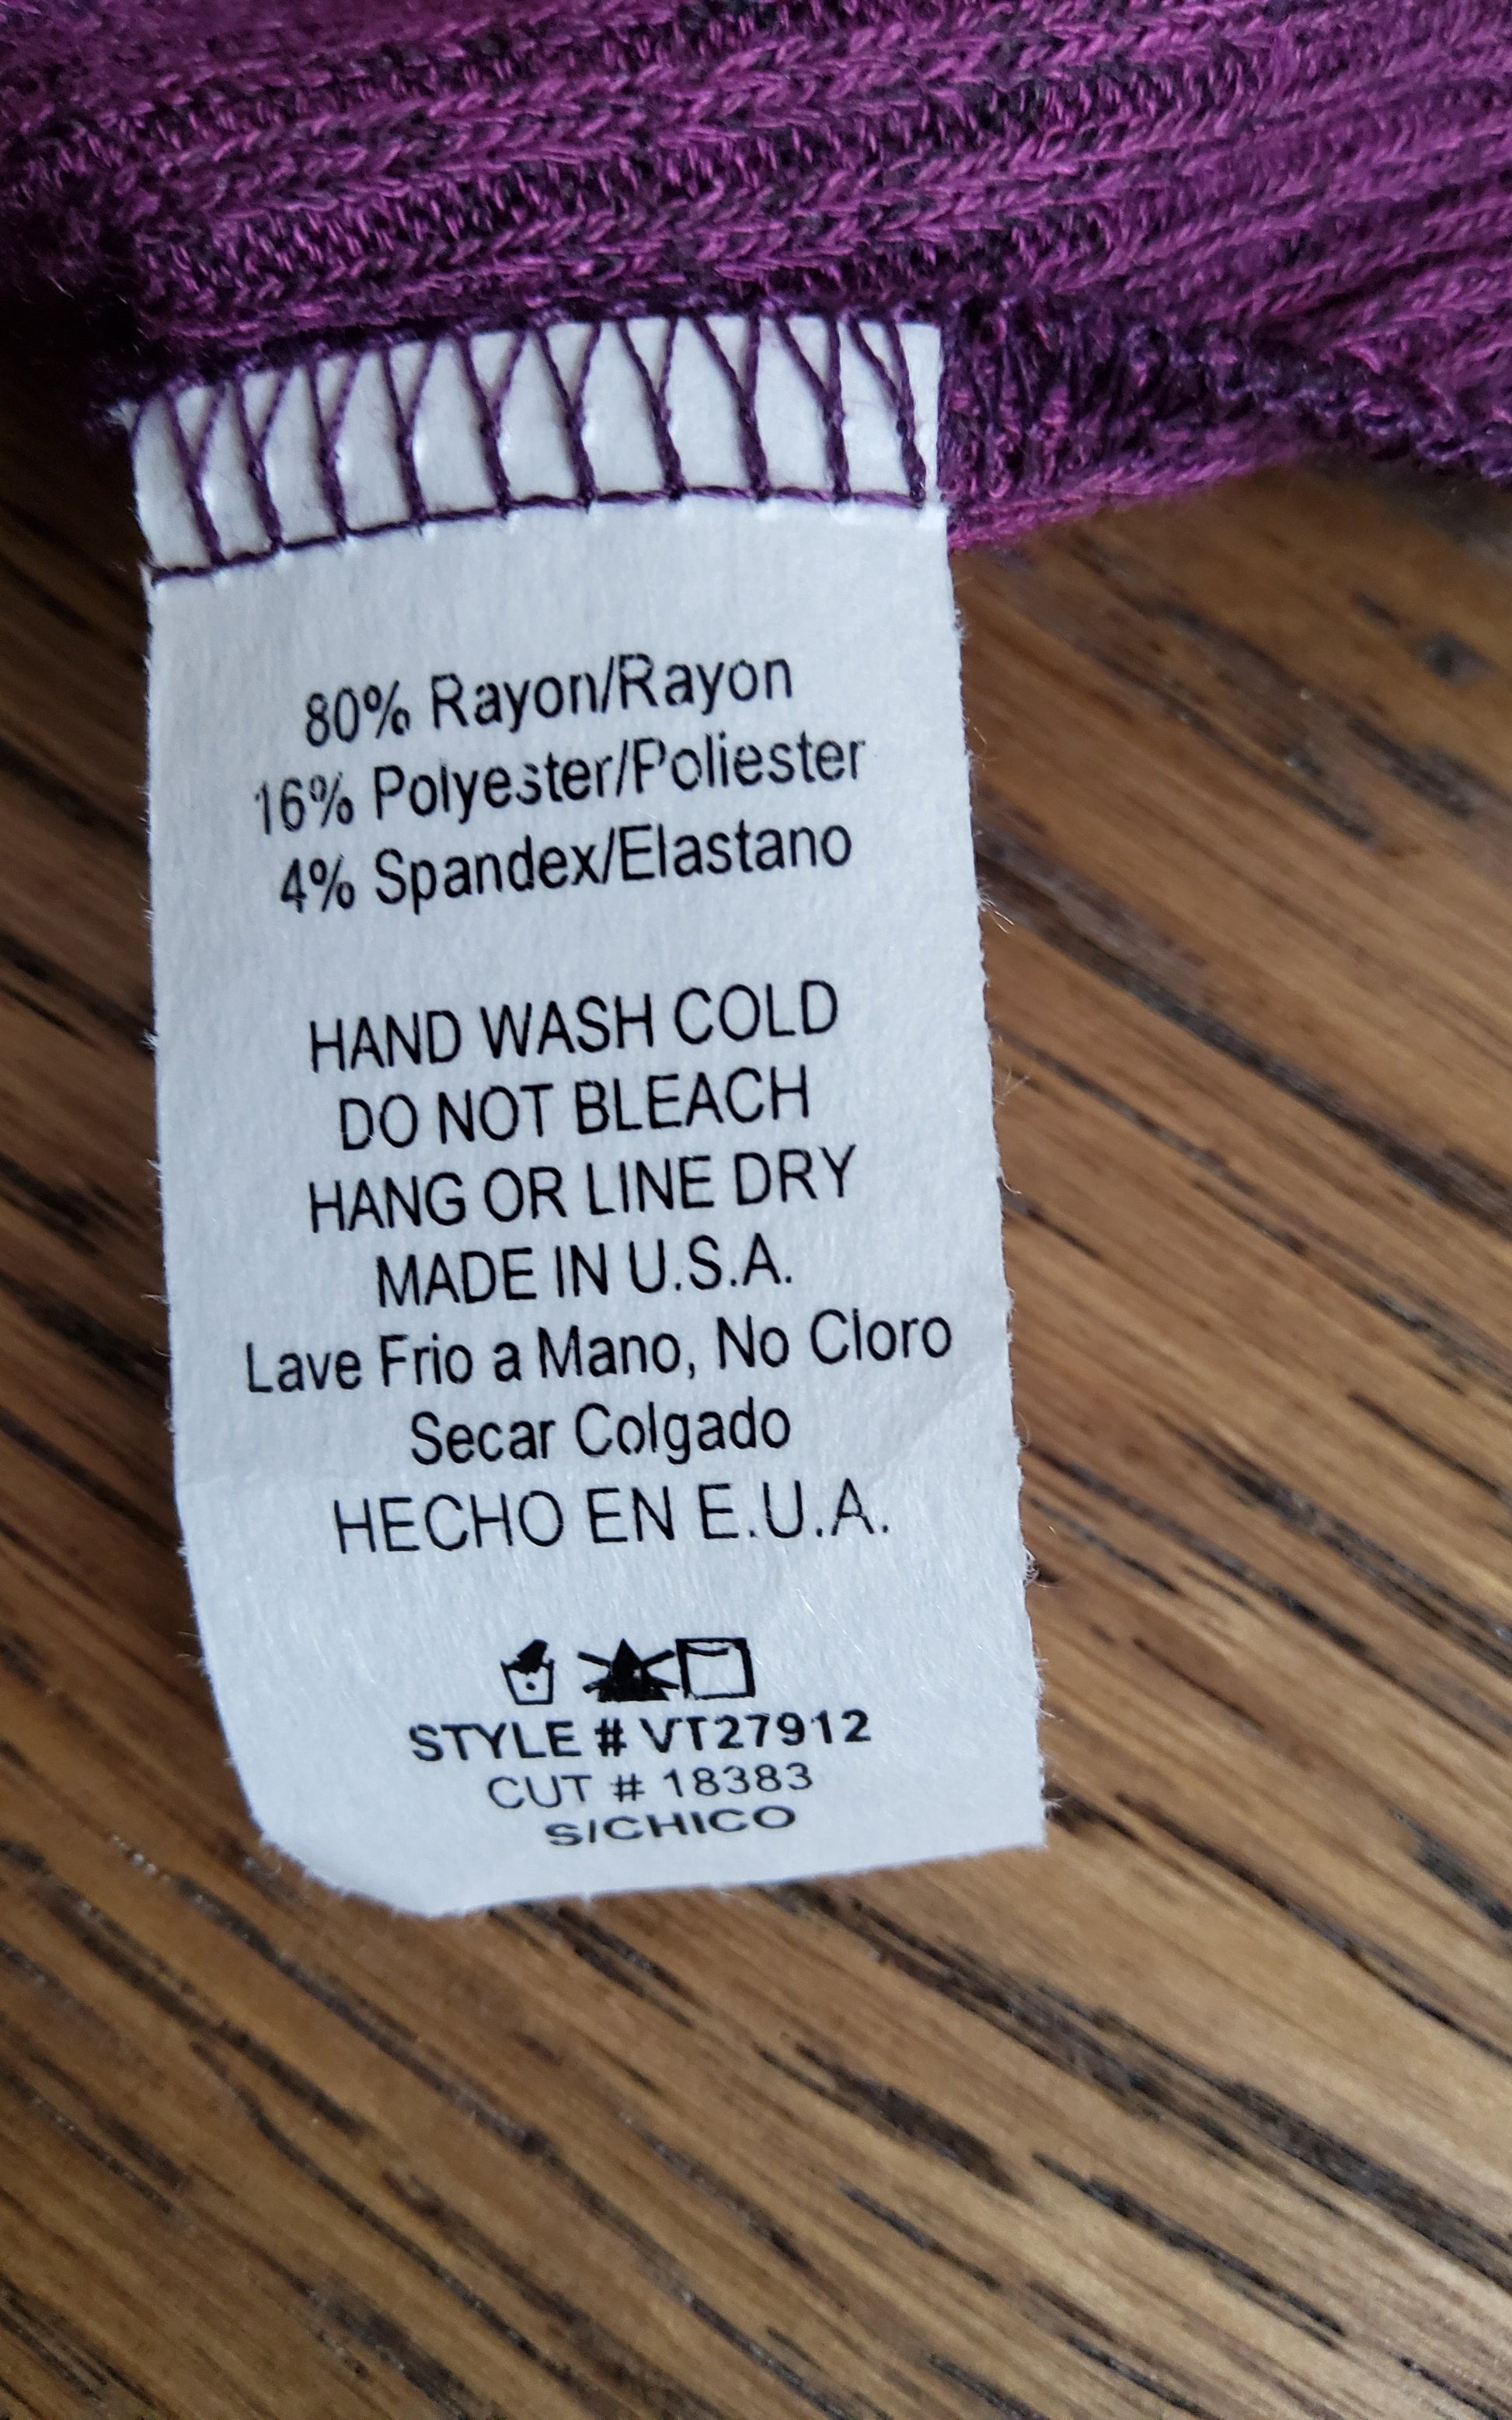 80% Rayon/Rayon
16% Polyester/Poliester
4% Spandex/Elastano
HAND WASH COLD
DO NOT BLEACH
HANG OR LINE DRY
MADE IN U.S.A.
Lave Frio a Mano, No Cloro
Secar Colgado
HECHO EN E.U.A.
STYLE # VT27912
CUT # 18383
S/CHICO